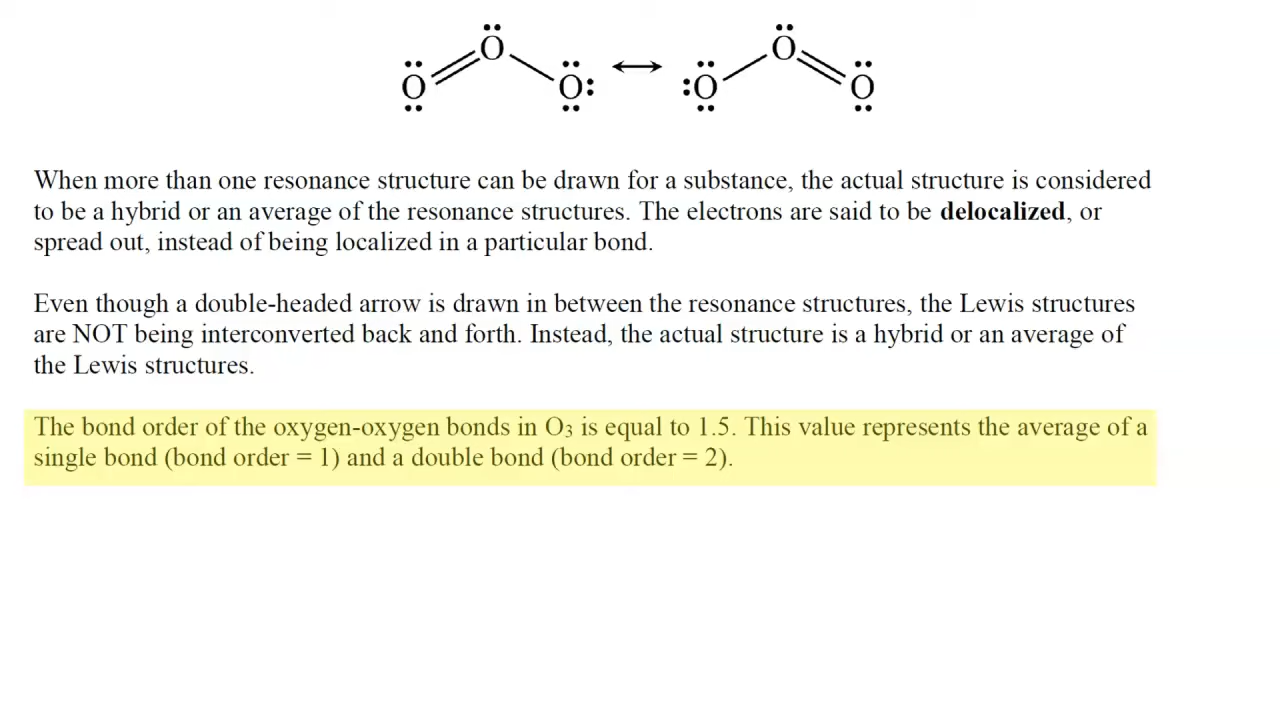 O O O ↔ O O O
When more than one resonance structure can be drawn for a substance, the actual structure is considered
to be a hybrid or an average of the resonance structures. The electrons are said to be delocalized, or
spread out, instead of being localized in a particular bond.
Even though a double-headed arrow is drawn in between the resonance structures, the Lewis structures
are NOT being interconverted back and forth. Instead, the actual structure is a hybrid or an average of
the Lewis structures.
The bond order of the oxygen-oxygen bonds in O₃ is equal to 1.5. This value represents the average of a
single bond (bond order = 1) and a double bond (bond order = 2).